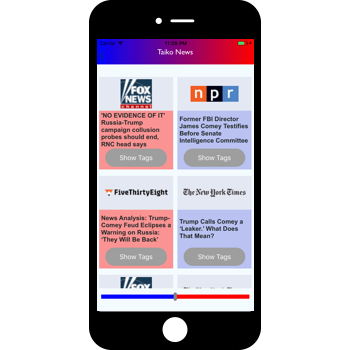 11:09 PM
Taiko News
FOX
NEWS
channel
npr
'NO EVIDENCE OF IT'
Russia-Trump
campaign collusion
probes should end,
RNC head says
Show Tags
Former FBI Director
James Comey Testifies
Before Senate
Intelligence Committee
Show Tags
FiveThirtyEight
The New York Times
News Analysis: Trump-
Comey Feud Eclipses a
Warning on Russia:
'They Will Be Back'
Show Tags
Trump Calls Comey a
'Leaker.' What Does
That Mean?
Show Tags
FOX